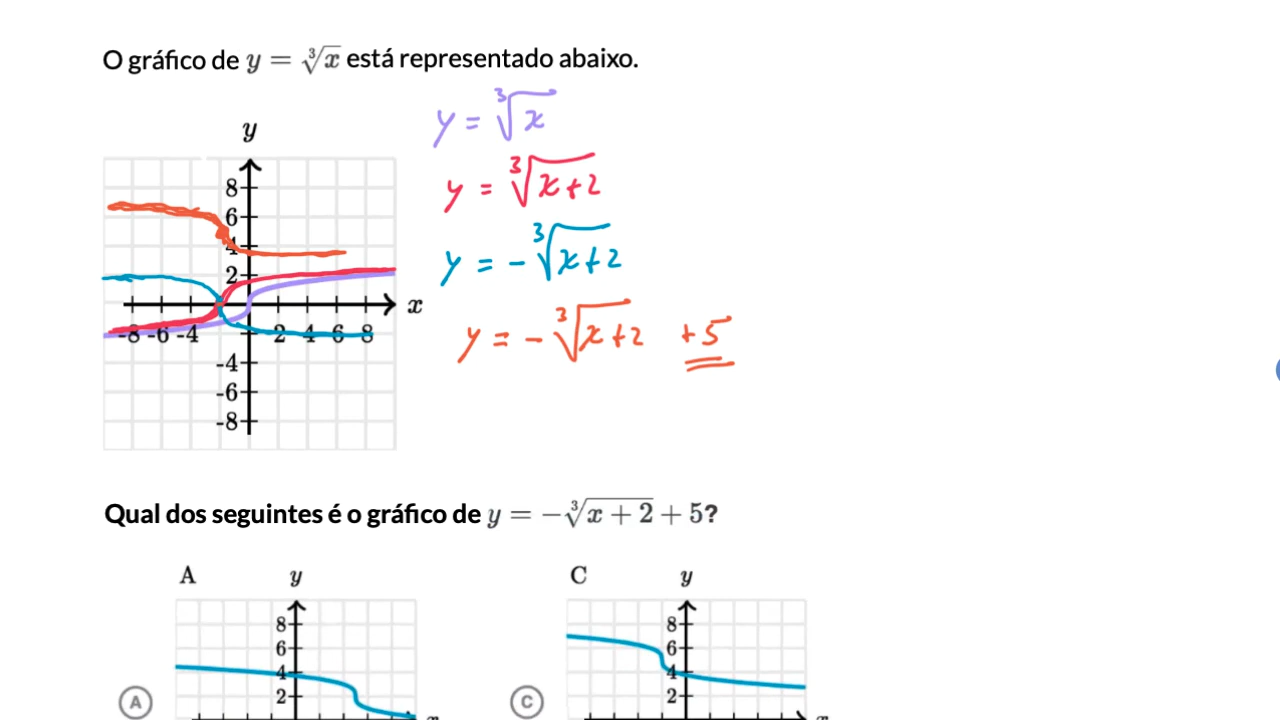 O gráfico de y = ∛x está representado abaixo.
y = ∛x
y
y = ∛x+2
8
6
4
y = -∛x+2
2
x
-8 -6 -4 2 4 6 8
y = -∛x+2 +5
-4
-6
-8
Qual dos seguintes é o gráfico de y = -∛x + 2 + 5?
A y
C y
8
6
4
2
A
x
8
6
4
2
C
x